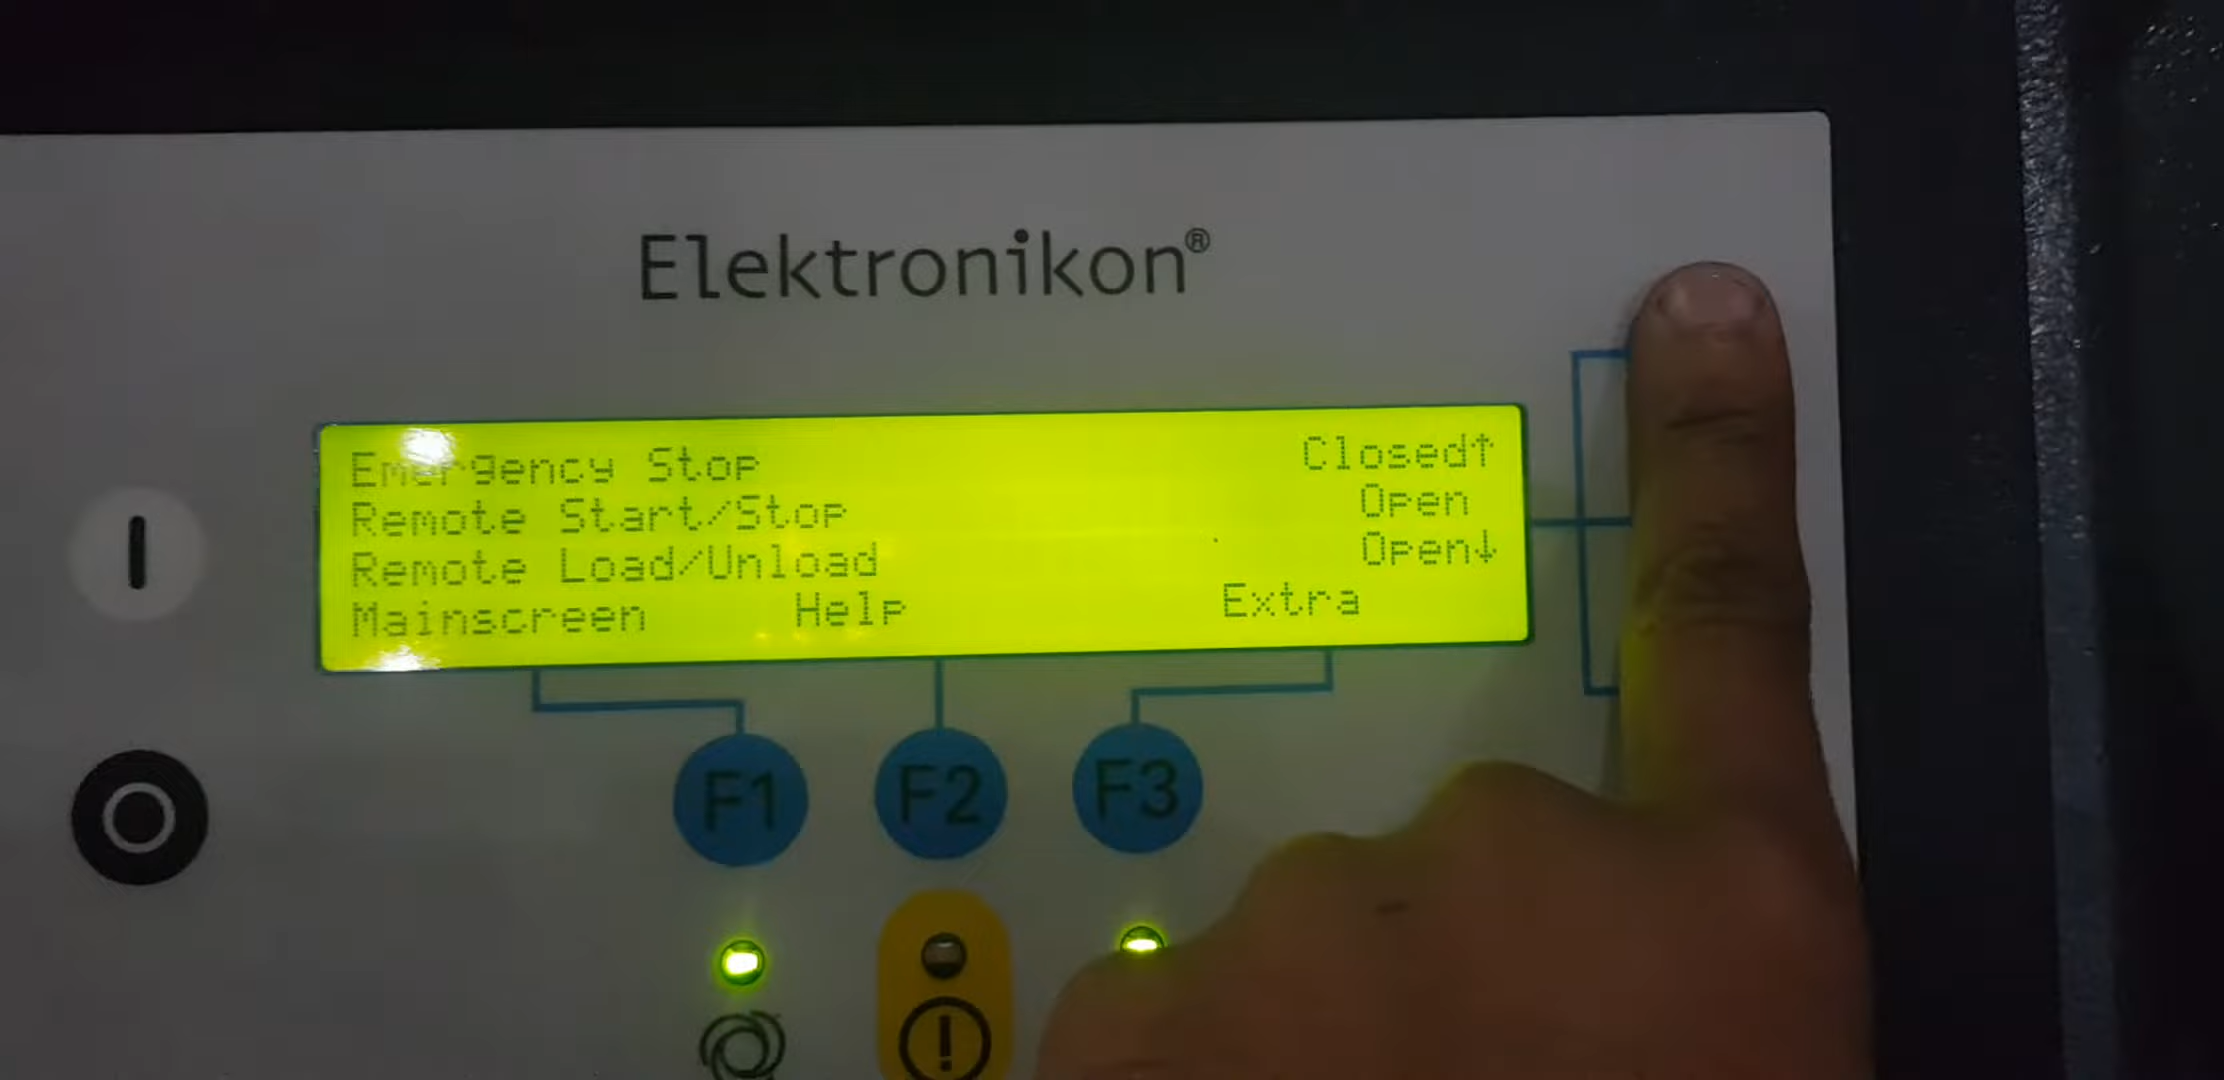 Elektronikon®
Emergency Stop Closed↑
Remote Start/Stop Open
Remote Load/Unload Open↓
Mainscreen Help Extra
F1 F2 F3